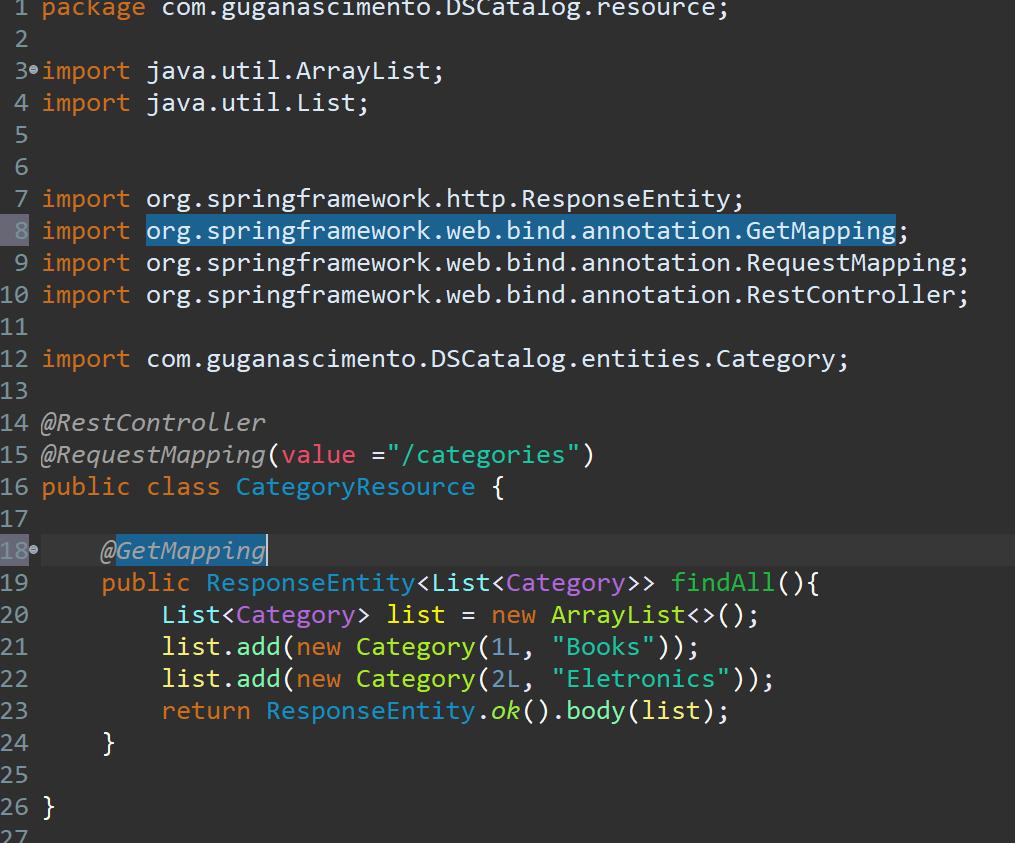 1 package com.guganascimento.DSCatalog.resource;
2
3 import java.util.ArrayList;
4 import java.util.List;
5
6
7 import org.springframework.http.ResponseEntity;
8 import org.springframework.web.bind.annotation.GetMapping;
9 import org.springframework.web.bind.annotation.RequestMapping;
10 import org.springframework.web.bind.annotation.RestController;
11
12 import com.guganascimento.DSCatalog.entities.Category;
13
14 @RestController
15 @RequestMapping(value ="/categories")
16 public class CategoryResource {
17
18     @GetMapping
19     public ResponseEntity<List<Category>> findAll(){
20         List<Category> list = new ArrayList<>();
21         list.add(new Category(1L, "Books"));
22         list.add(new Category(2L, "Eletronics"));
23         return ResponseEntity.ok().body(list);
24     }
25
26 }
27